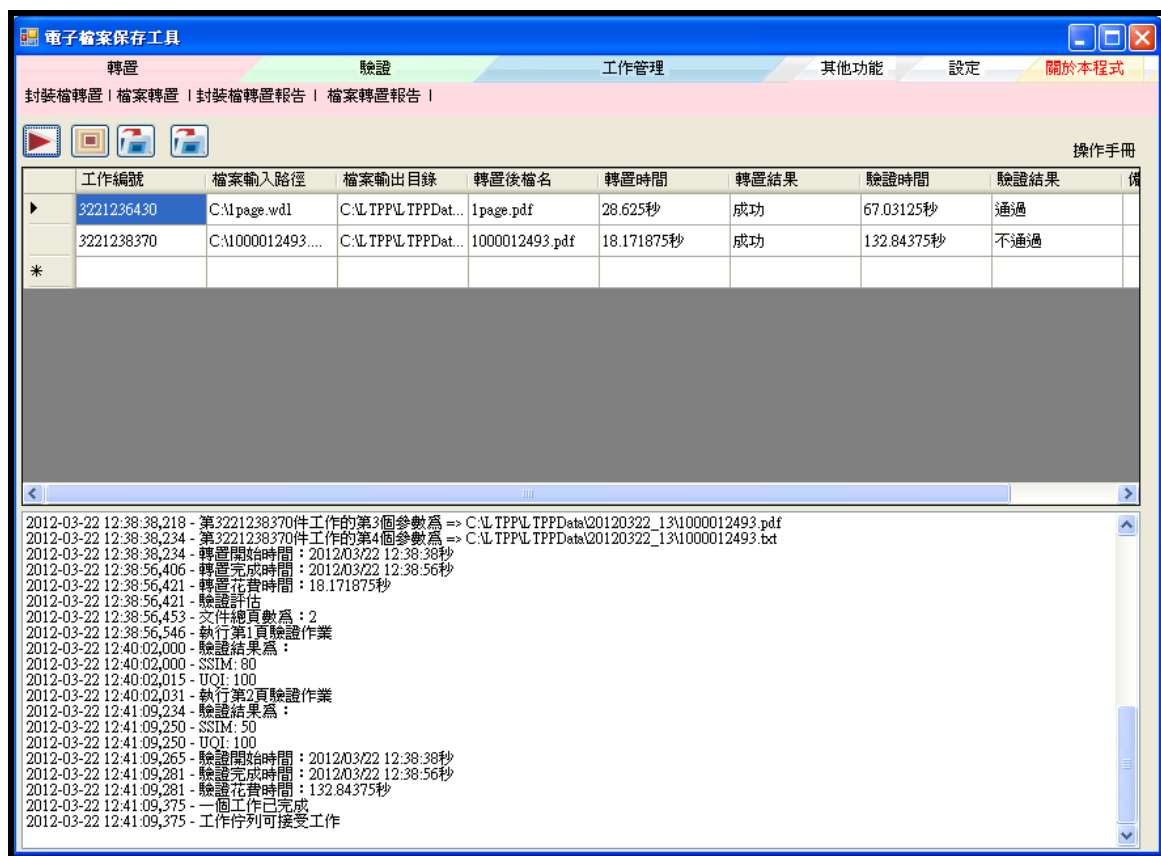 電子檔案保存工具
轉置 驗證 工作管理 其他功能 設定 關於本程式
封裝檔轉置 | 檔案轉置 | 封裝檔轉置報告 | 檔案轉置報告 |
操作手冊
工作編號 檔案輸入路徑 檔案輸出目錄 轉置後檔名 轉置時間 轉置結果 驗證時間 驗證結果
3221236430 C:\1page.wdl C:\LTPP\LTPPDat... 1page.pdf 28.625秒 成功 67.03125秒 通過
3221238370 C:\1000012493.... C:\LTPP\LTPPDat... 1000012493.pdf 18.171875秒 成功 132.84375秒 不通過
2012-03-22 12:38:38,218 - 第3221238370件工作的第3個參數為 => C:\LTPP\LTPPData\20120322_13\1000012493.pdf
2012-03-22 12:38:38,234 - 第3221238370件工作的第4個參數為 => C:\LTPP\LTPPData\20120322_13\1000012493.txt
2012-03-22 12:38:38,234 - 轉置開始時間：2012/03/22 12:38:38秒
2012-03-22 12:38:56,406 - 轉置完成時間：2012/03/22 12:38:56秒
2012-03-22 12:38:56,421 - 轉置花費時間：18.171875秒
2012-03-22 12:38:56,421 - 驗證評估
2012-03-22 12:38:56,453 - 文件總頁數為：2
2012-03-22 12:38:56,546 - 執行第1頁驗證作業
2012-03-22 12:40:02,000 - 驗證結果為：
2012-03-22 12:40:02,000 - SSIM: 80
2012-03-22 12:40:02,015 - UQI: 100
2012-03-22 12:40:02,031 - 執行第2頁驗證作業
2012-03-22 12:41:09,234 - 驗證結果為：
2012-03-22 12:41:09,250 - SSIM: 50
2012-03-22 12:41:09,250 - UQI: 100
2012-03-22 12:41:09,265 - 驗證開始時間：2012/03/22 12:38:38秒
2012-03-22 12:41:09,281 - 驗證完成時間：2012/03/22 12:38:56秒
2012-03-22 12:41:09,281 - 驗證花費時間：132.84375秒
2012-03-22 12:41:09,375 - 一個工作已完成
2012-03-22 12:41:09,375 - 工作佇列可接受工作